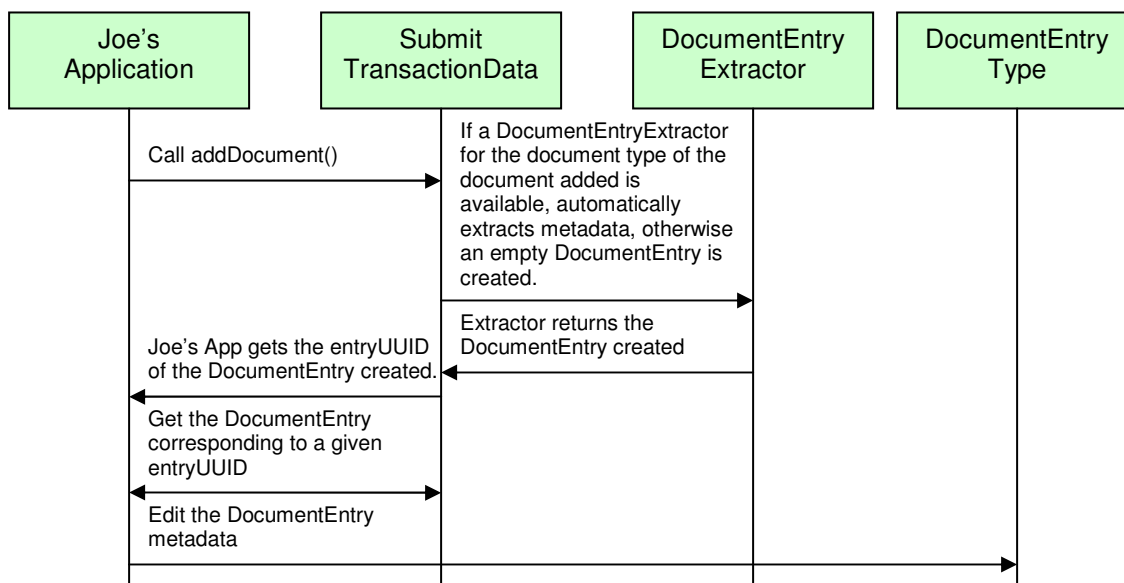 Joe's
Application
Submit
TransactionData
DocumentEntry
Extractor
DocumentEntry
Type
Call addDocument()
If a DocumentEntryExtractor
for the document type of the
document added is
available, automatically
extracts metadata, otherwise
an empty DocumentEntry is
created.
Extractor returns the
DocumentEntry created
Joe's App gets the entryUUID
of the DocumentEntry created.
Get the DocumentEntry
corresponding to a given
entryUUID
Edit the DocumentEntry
metadata